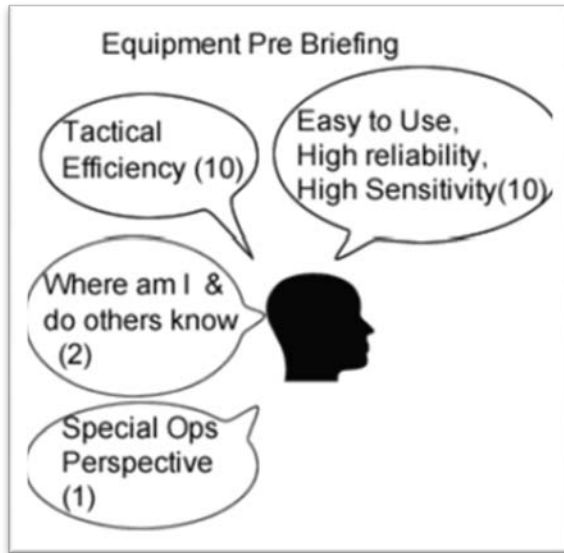 Equipment Pre Briefing
Tactical
Efficiency (10)
Easy to Use,
High reliability,
High Sensitivity(10)
Where am I &
do others know
(2)
Special Ops
Perspective
(1)